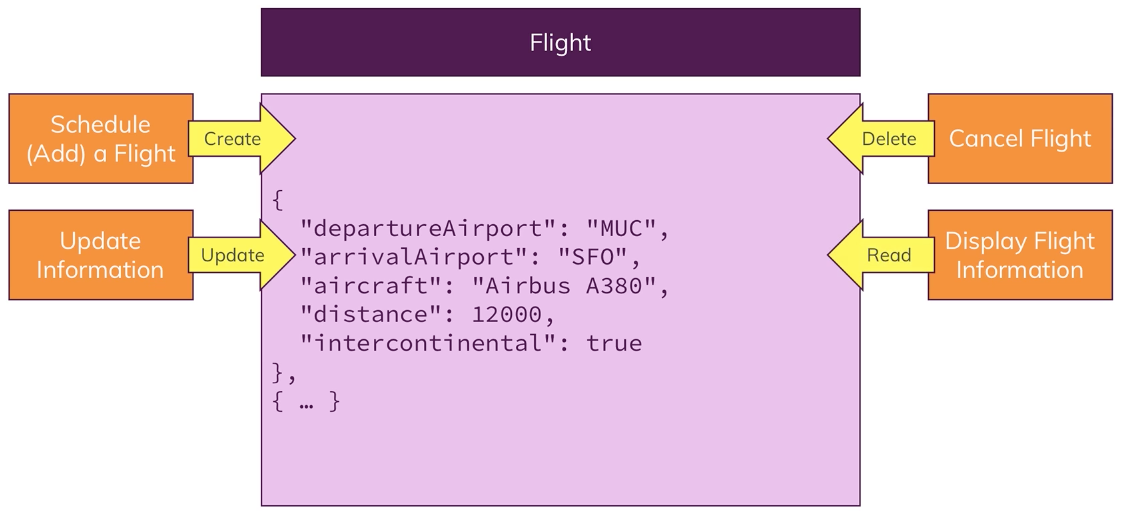 Flight
Schedule
(Add) a Flight
Create
Delete
Cancel Flight
Update
Information
Update
Read
Display Flight
Information
{
  "departureAirport": "MUC",
  "arrivalAirport": "SFO",
  "aircraft": "Airbus A380",
  "distance": 12000,
  "intercontinental": true
},
{ … }